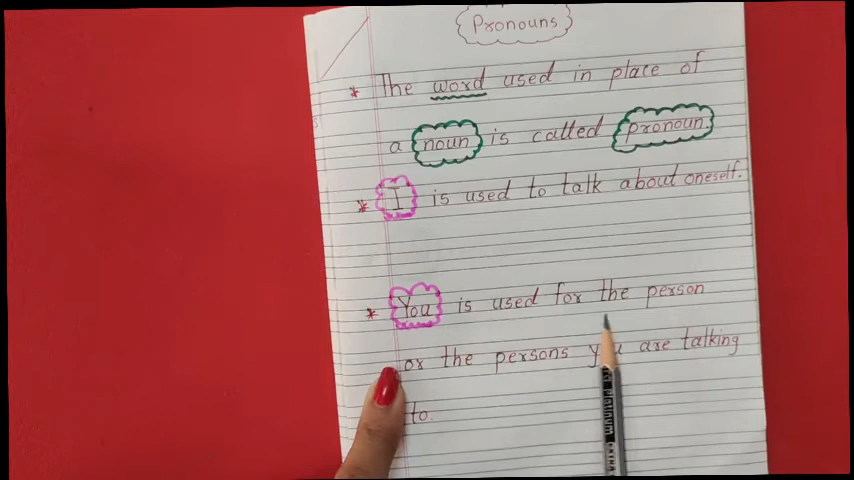 Pronouns
* The word used in place of
a noun is called pronoun
* I is used to talk about oneself.
* You is used for the person
or the persons you are talking
to.